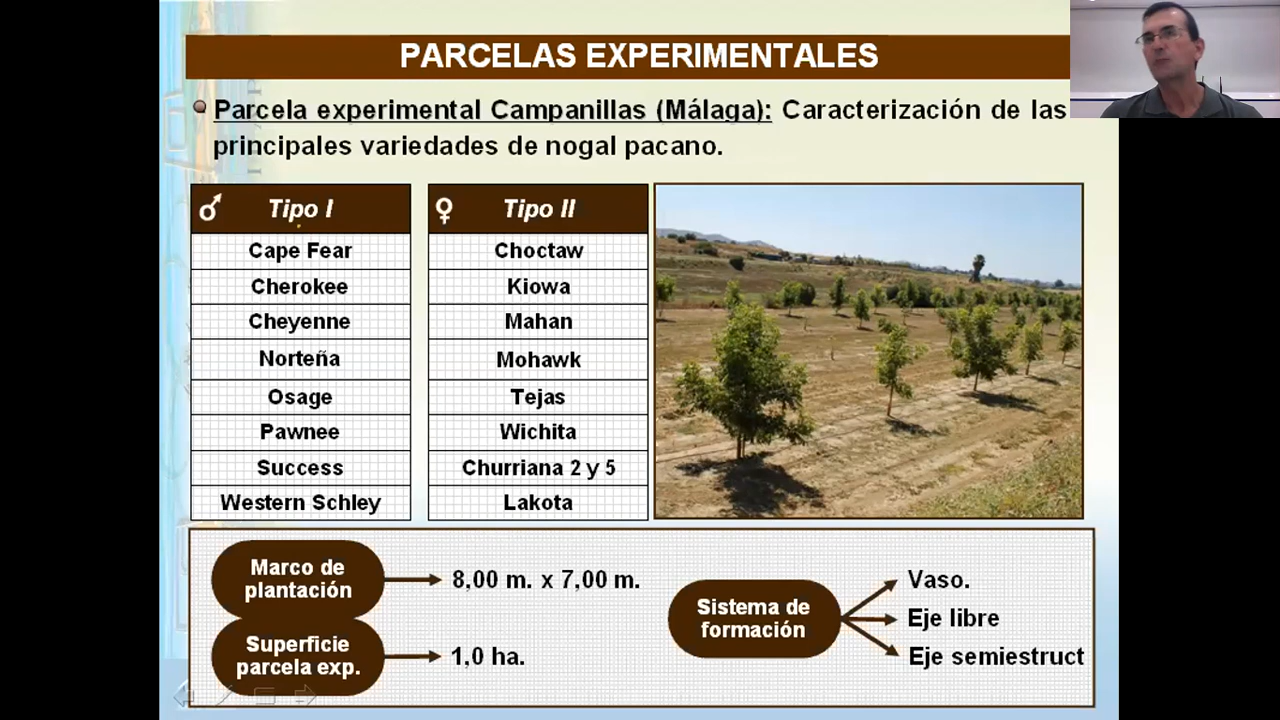 PARCELAS EXPERIMENTALES
Parcela experimental Campanillas (Málaga): Caracterización de las
principales variedades de nogal pacano.
♂ Tipo I
Cape Fear
Cherokee
Cheyenne
Norteña
Osage
Pawnee
Success
Western Schley
♀ Tipo II
Choctaw
Kiowa
Mahan
Mohawk
Tejas
Wichita
Churriana 2 y 5
Lakota
Marco de
plantación
8,00 m. x 7,00 m.
Superficie
parcela exp.
1,0 ha.
Sistema de
formación
Vaso.
Eje libre
Eje semiestruct